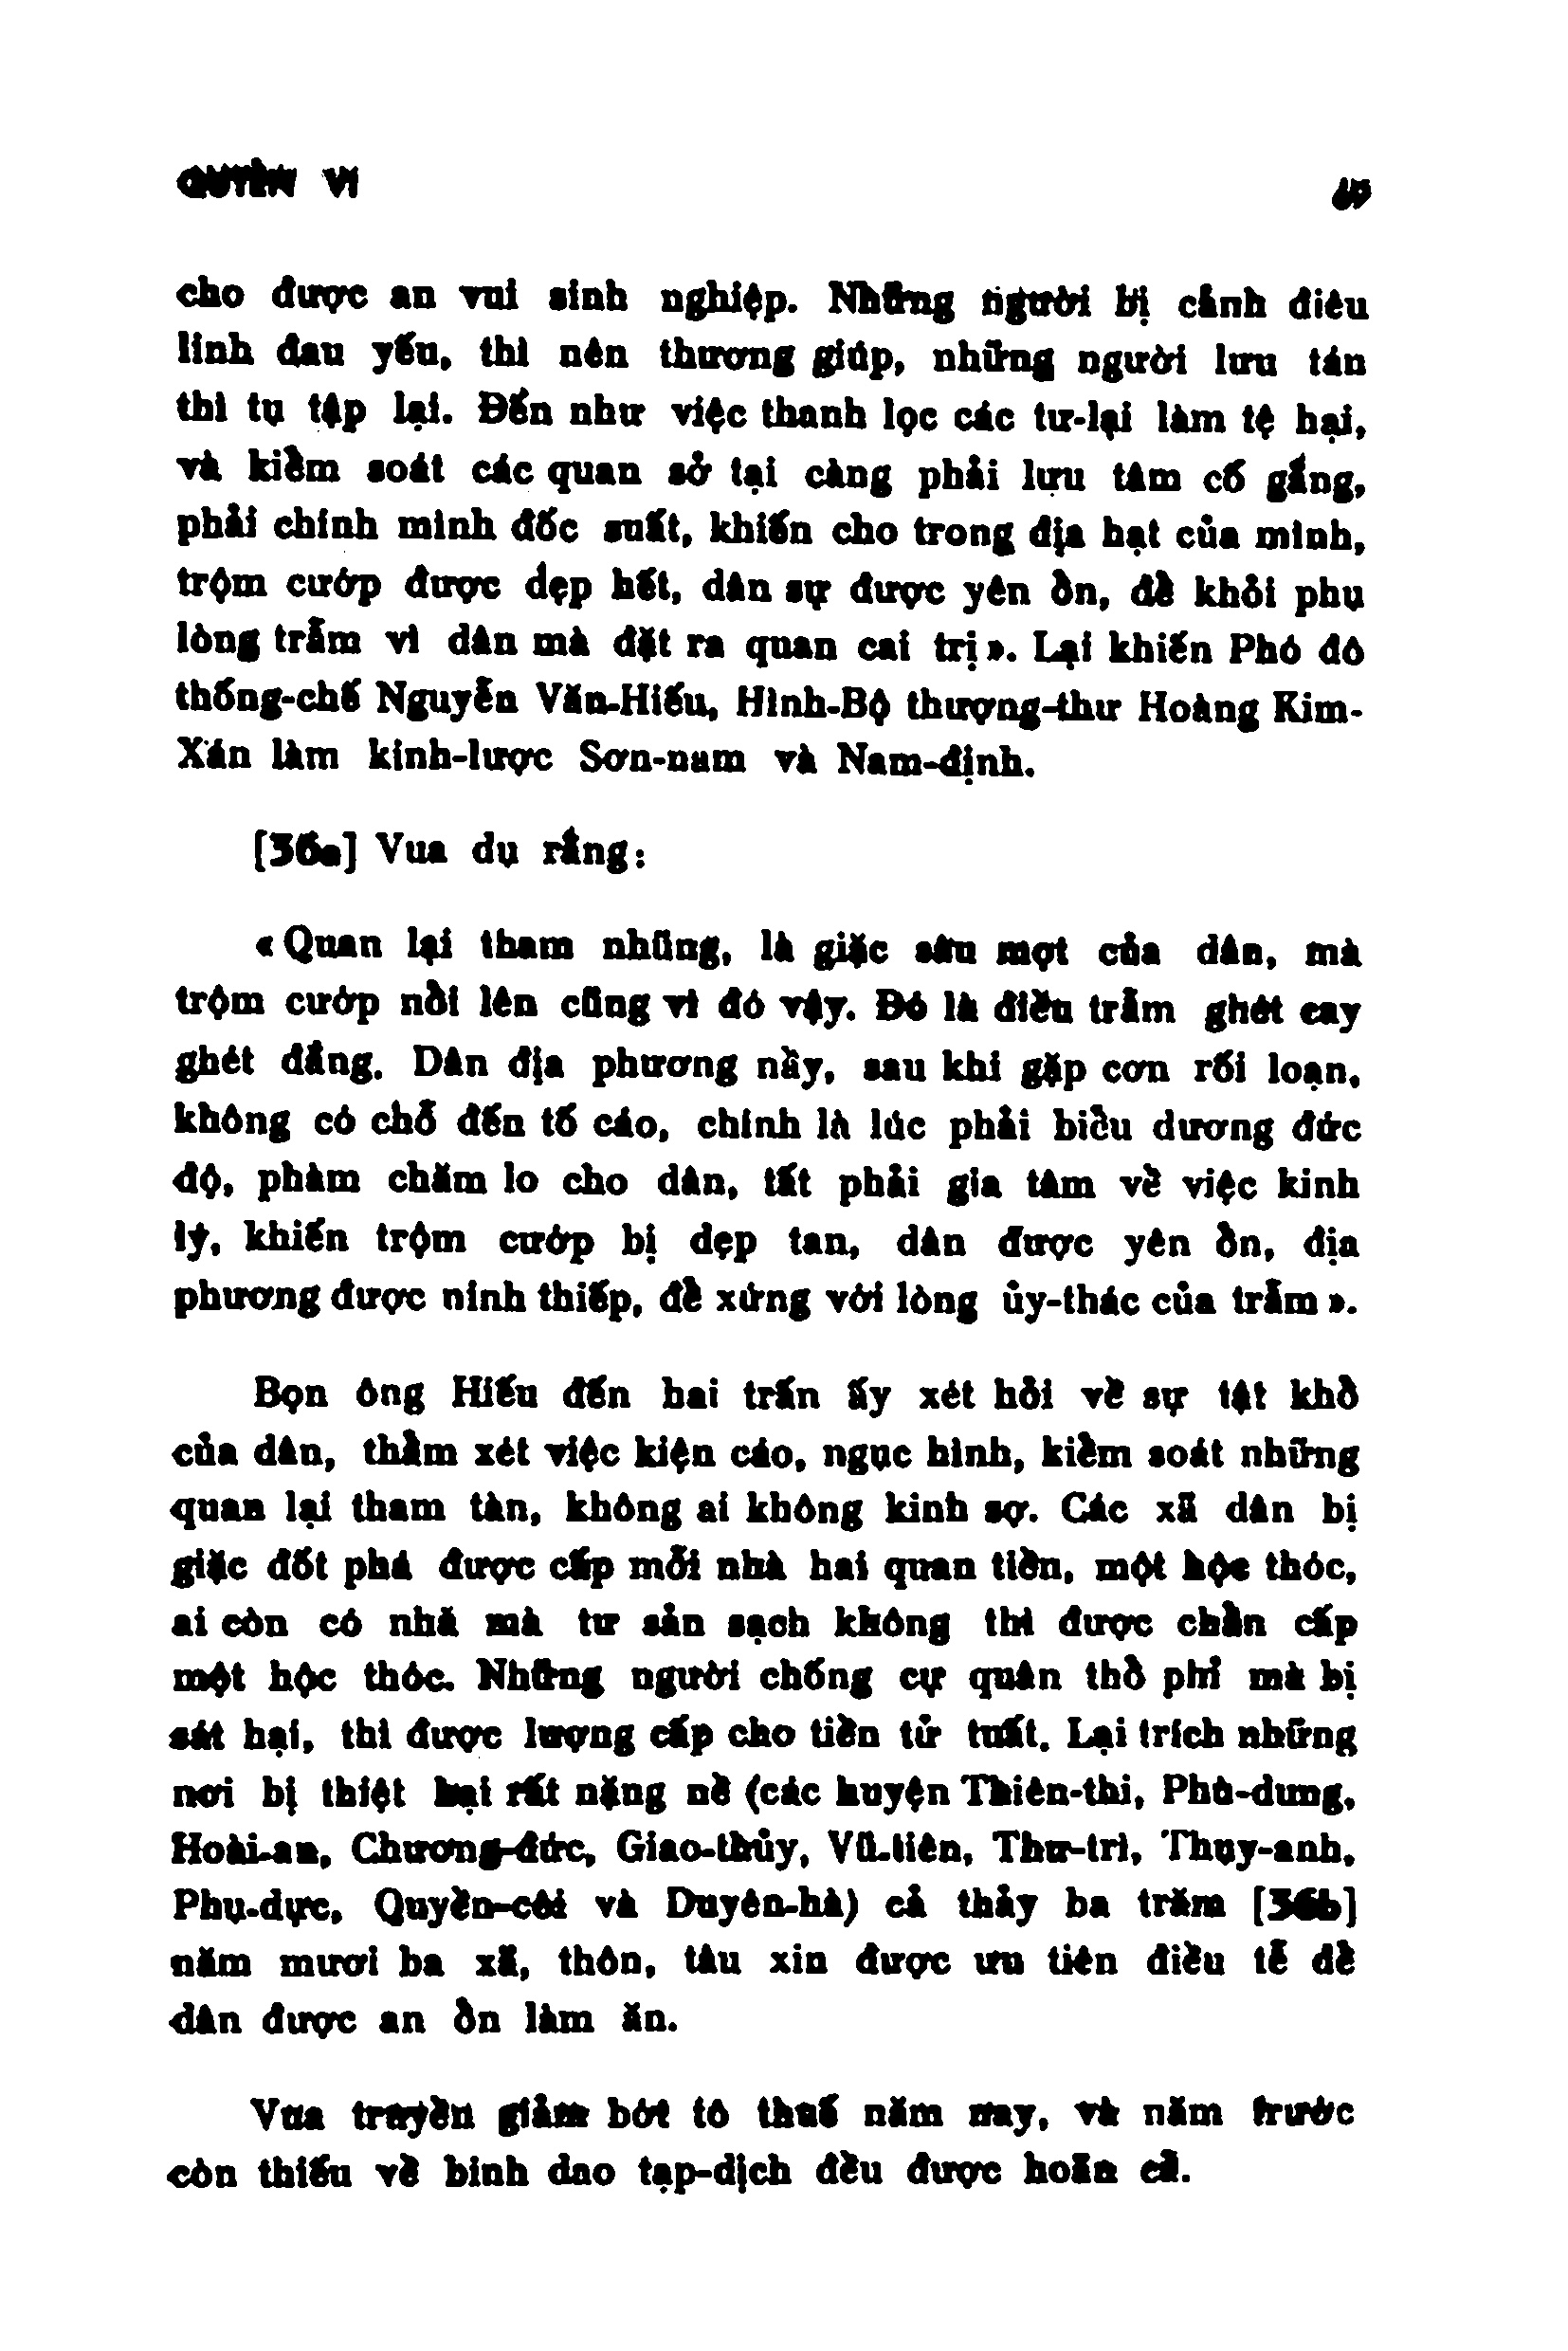 QUYỂN VI
cho được an vui sinh nghiệp. Những người bị cảnh điêu
linh đau yếu, thì nên thương giúp, những người lưu tán
thì tụ tập lại. Đến như việc thanh lọc các tư-lại làm tệ hại,
và kiểm soát các quan sở tại càng phải lưu tâm cố gắng,
phải chính mình đốc suất, khiến cho trong địa hạt của mình,
trộm cướp được dẹp hết, dân sự được yên ổn, để khỏi phụ
lòng trẫm vì dân mà đặt ra quan cai trị ». Lại khiến Phó đô
thống-chế Nguyễn Văn-Hiếu, Hình-Bộ thượng-thư Hoàng Kim-
Xán làm kinh-lược Sơn-nam và Nam-định.
[36a] Vua dụ rằng:
« Quan lại tham nhũng, là giặc sâu mọt của dân, mà
trộm cướp nổi lên cũng vì đó vậy. Đó là điều trẫm ghét cay
ghét đắng. Dân địa phương nầy, sau khi gặp cơn rối loạn,
không có chỗ đến tố cáo, chính là lúc phải biểu dương đức
độ, phàm chăm lo cho dân, tất phải gia tâm về việc kinh
lý, khiến trộm cướp bị dẹp tan, dân được yên ổn, địa
phương được ninh thiếp, để xứng với lòng ủy-thác của trẫm ».
Bọn ông Hiếu đến hai trấn ấy xét hỏi về sự tật khổ
của dân, thẩm xét việc kiện cáo, ngục hình, kiểm soát những
quan lại tham tàn, không ai không kinh sợ. Các xã dân bị
giặc đốt phá được cấp mỗi nhà hai quan tiền, một hộc thóc,
ai còn có nhà mà tư sản sạch không thì được chẩn cấp
một hộc thóc. Những người chống cự quân thổ phỉ mà bị
sát hại, thì được lượng cấp cho tiền tử tuất. Lại trích những
nơi bị thiệt hại rất nặng nề (các huyện Thiên-thi, Phù-dung,
Hoài-an, Chương-đức, Giao-thủy, Vũ-tiên, Thư-trì, Thụy-anh,
Phụ-dực, Quyền-côi và Duyên-hà) cả thảy ba trăm [36b]
năm mươi ba xã, thôn, tâu xin được ưu tiên điều tễ để
dân được an ổn làm ăn.
Vua truyền giảm bớt tô thuế năm nay, và năm trước
còn thiếu về binh dao tạp-dịch đều được hoãn cả.